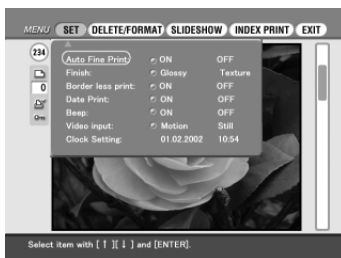 MENU SET DELETE/FORMAT SLIDESHOW INDEX PRINT EXIT
234
Auto Fine Print: ON OFF
Finish: Glossy Texture
0
Border less print: ON OFF
Date Print: ON OFF
Beep: ON OFF
Video input: Motion Still
Clock Setting: 01.02.2002 10:54
Select item with [ ↑ ][ ↓ ] and [ENTER].